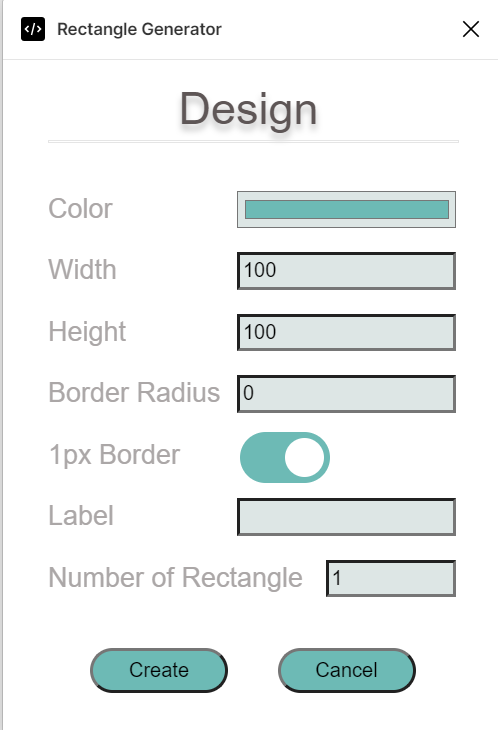 </> Rectangle Generator
Design
Color
Width 100
Height 100
Border Radius 0
1px Border
Label
Number of Rectangle 1
Create Cancel